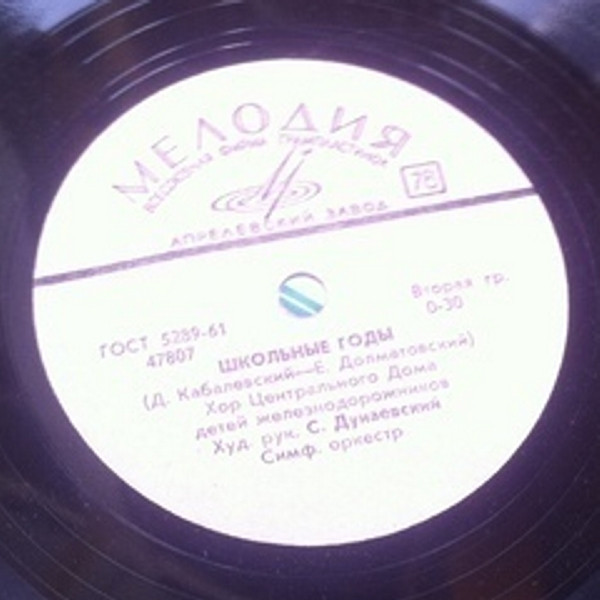 МЕЛОДИЯ
ВСЕСОЮЗНАЯ ФИРМА ГРАМПЛАСТИНОК
78
АПРЕЛЕВСКИЙ ЗАВОД
ГОСТ 5289-61
47807
Вторая гр.
0-30
ШКОЛЬНЫЕ ГОДЫ
(Д. Кабалевский—Е. Долматовский)
Хор Центрального Дома
детей железнодорожников
Худ. рук. С. Дунаевский
Симф. оркестр